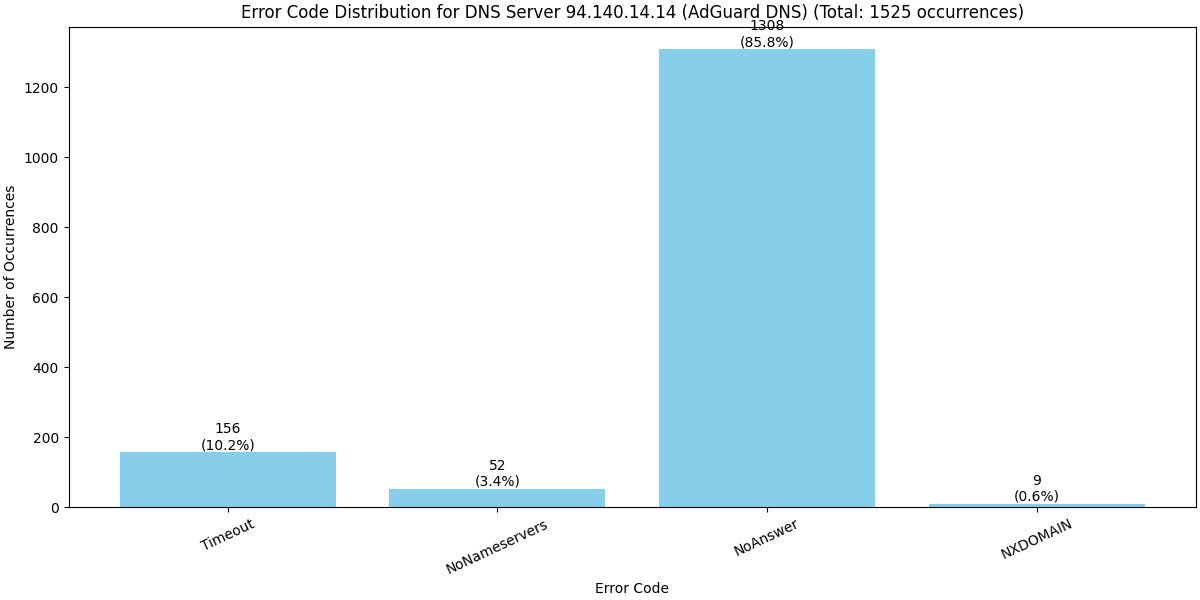 Error Code Distribution for DNS Server 94.140.14.14 (AdGuard DNS) (Total: 1525 occurrences)
Number of Occurrences
1200
1000
800
600
400
200
0
156
(10.2%)
52
(3.4%)
1308
(85.8%)
9
(0.6%)
Timeout
NoNameservers
NoAnswer
NXDOMAIN
Error Code